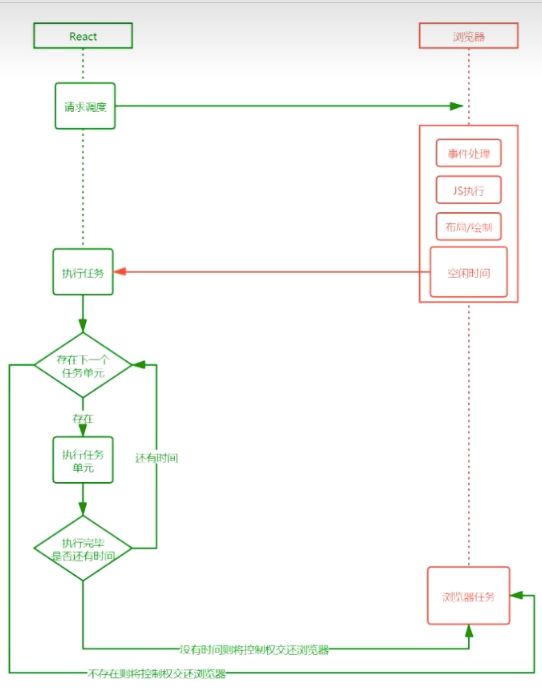 React
浏览器
请求调度
事件处理
JS执行
布局/绘制
空闲时间
执行任务
存在下一个
任务单元
存在
执行任务
单元
还有时间
执行完毕
是否还有时间
浏览器任务
没有时间则将控制权交还浏览器
不存在则将控制权交还浏览器